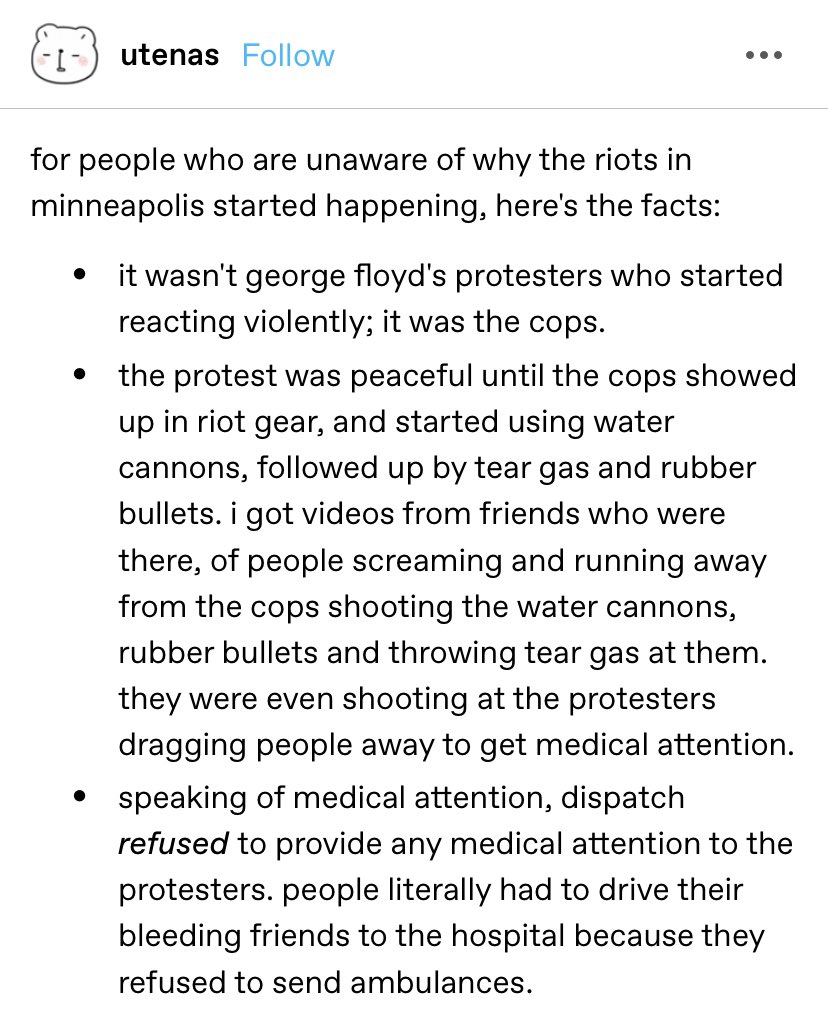 utenas Follow
for people who are unaware of why the riots in
minneapolis started happening, here's the facts:
• it wasn't george floyd's protesters who started
reacting violently; it was the cops.
• the protest was peaceful until the cops showed
up in riot gear, and started using water
cannons, followed up by tear gas and rubber
bullets. i got videos from friends who were
there, of people screaming and running away
from the cops shooting the water cannons,
rubber bullets and throwing tear gas at them.
they were even shooting at the protesters
dragging people away to get medical attention.
• speaking of medical attention, dispatch
refused to provide any medical attention to the
protesters. people literally had to drive their
bleeding friends to the hospital because they
refused to send ambulances.